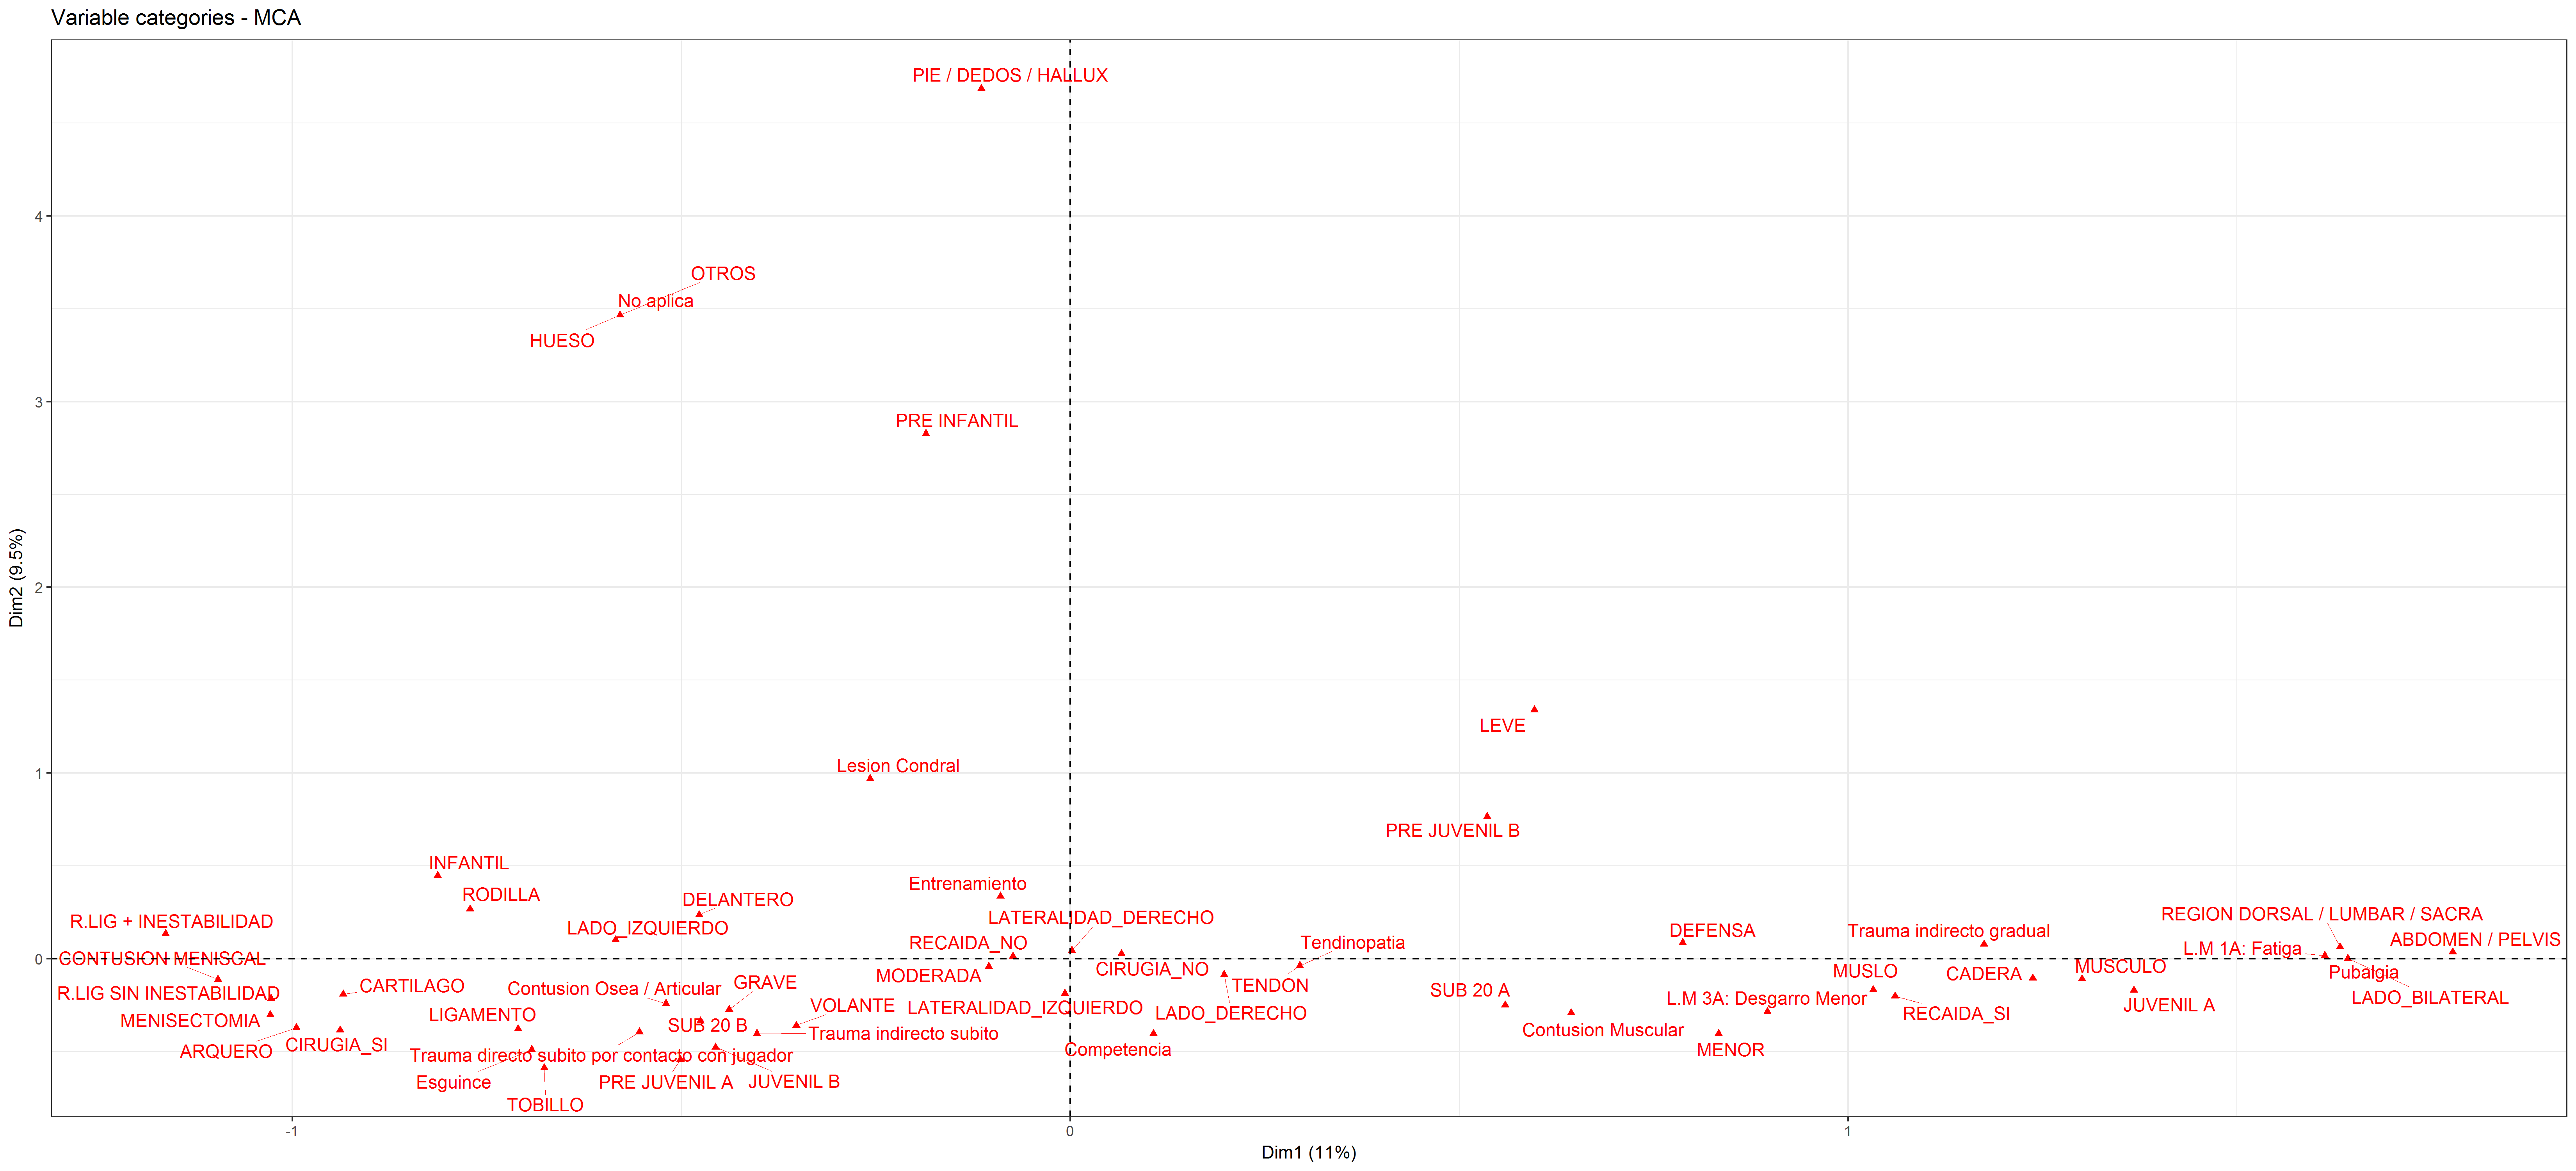 Variable categories - MCA
PIE / DEDOS / HALLUX
OTROS
No aplica
HUESO
PRE INFANTIL
LEVE
Lesion Condral
PRE JUVENIL B
INFANTIL
RODILLA
Entrenamiento
DELANTERO
LATERALIDAD_DERECHO
R.LIG + INESTABILIDAD
LADO_IZQUIERDO
RECAIDA_NO
Tendinopatia
DEFENSA
Trauma indirecto gradual
REGION DORSAL / LUMBAR / SACRA
ABDOMEN / PELVIS
L.M 1A: Fatiga
CONTUSION MENISCAL
MODERADA
CIRUGIA_NO
TENDON
MUSLO
CADERA
MUSCULO
Pubalgia
LADO_BILATERAL
R.LIG SIN INESTABILIDAD
CARTILAGO
Contusion Osea / Articular
GRAVE
VOLANTE
LATERALIDAD_IZQUIERDO
LADO_DERECHO
SUB 20 A
L.M 3A: Desgarro Menor
RECAIDA_SI
JUVENIL A
MENISECTOMIA
LIGAMENTO
SUB 20 B
Trauma indirecto subito
Contusion Muscular
ARQUERO
CIRUGIA_SI
Trauma directo subito por contacto con jugador
Competencia
MENOR
Esguince
PRE JUVENIL A
JUVENIL B
TOBILLO
4
3
2
1
0
Dim2 (9.5%)
-1
0
1
Dim1 (11%)